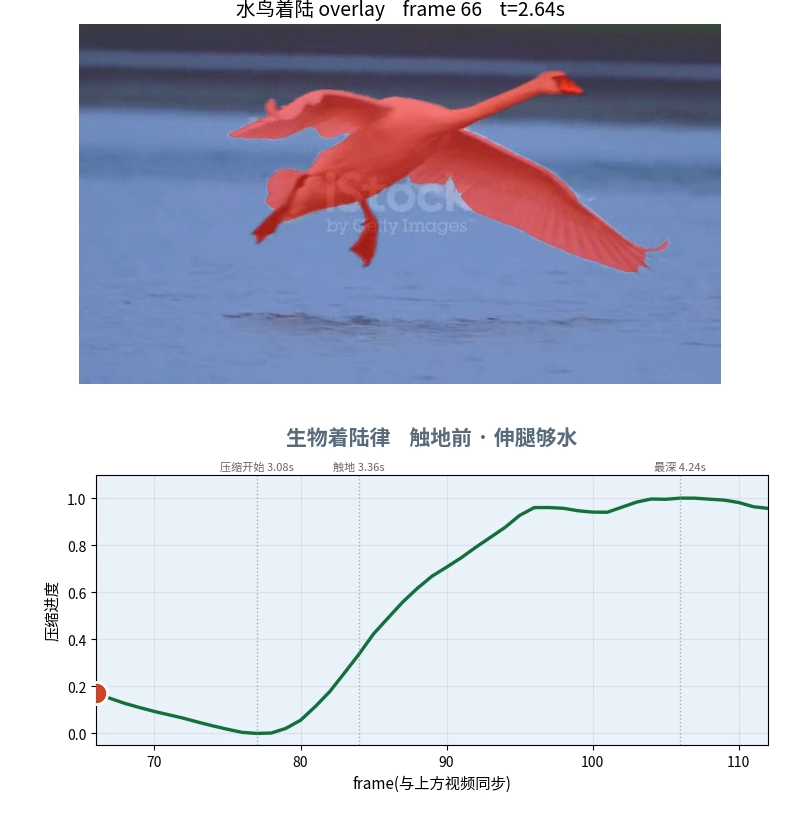 水鸟着陆 overlay frame 66 t=2.64s
iStock
by Getty Images™
生物着陆律 触地前·伸腿够水
压缩开始 3.08s 触地 3.36s 最深 4.24s
1.0
0.8
0.6
0.4
0.2
0.0
压缩进度
70 80 90 100 110
frame(与上方视频同步)